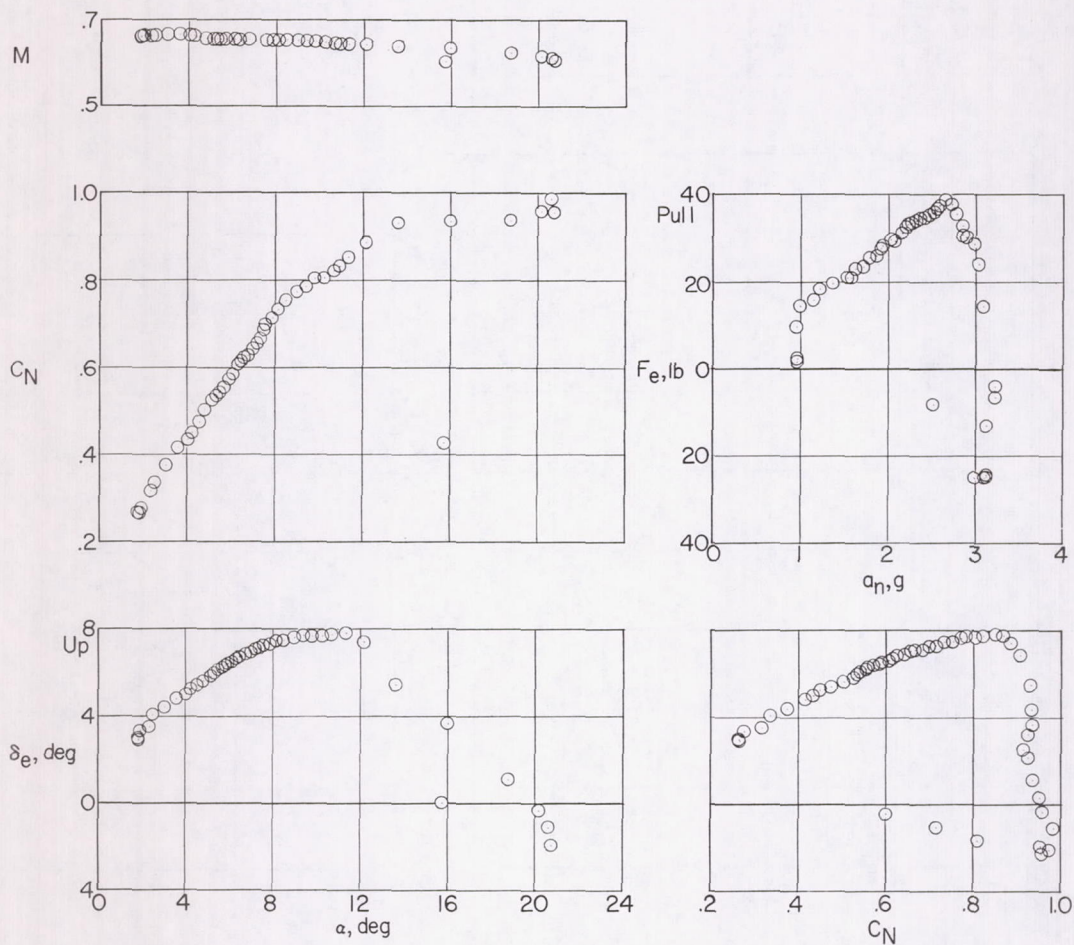 .7
M
.5
1.0
.8
C_N .6
.4
.2
40
Pull
20
F_e, lb 0
20
40
0 1 2 3 4
a_n, g
Up 8
4
δ_e, deg
0
4
0 4 8 12 16 20 24
α, deg
.2 .4 .6 .8 1.0
C_N